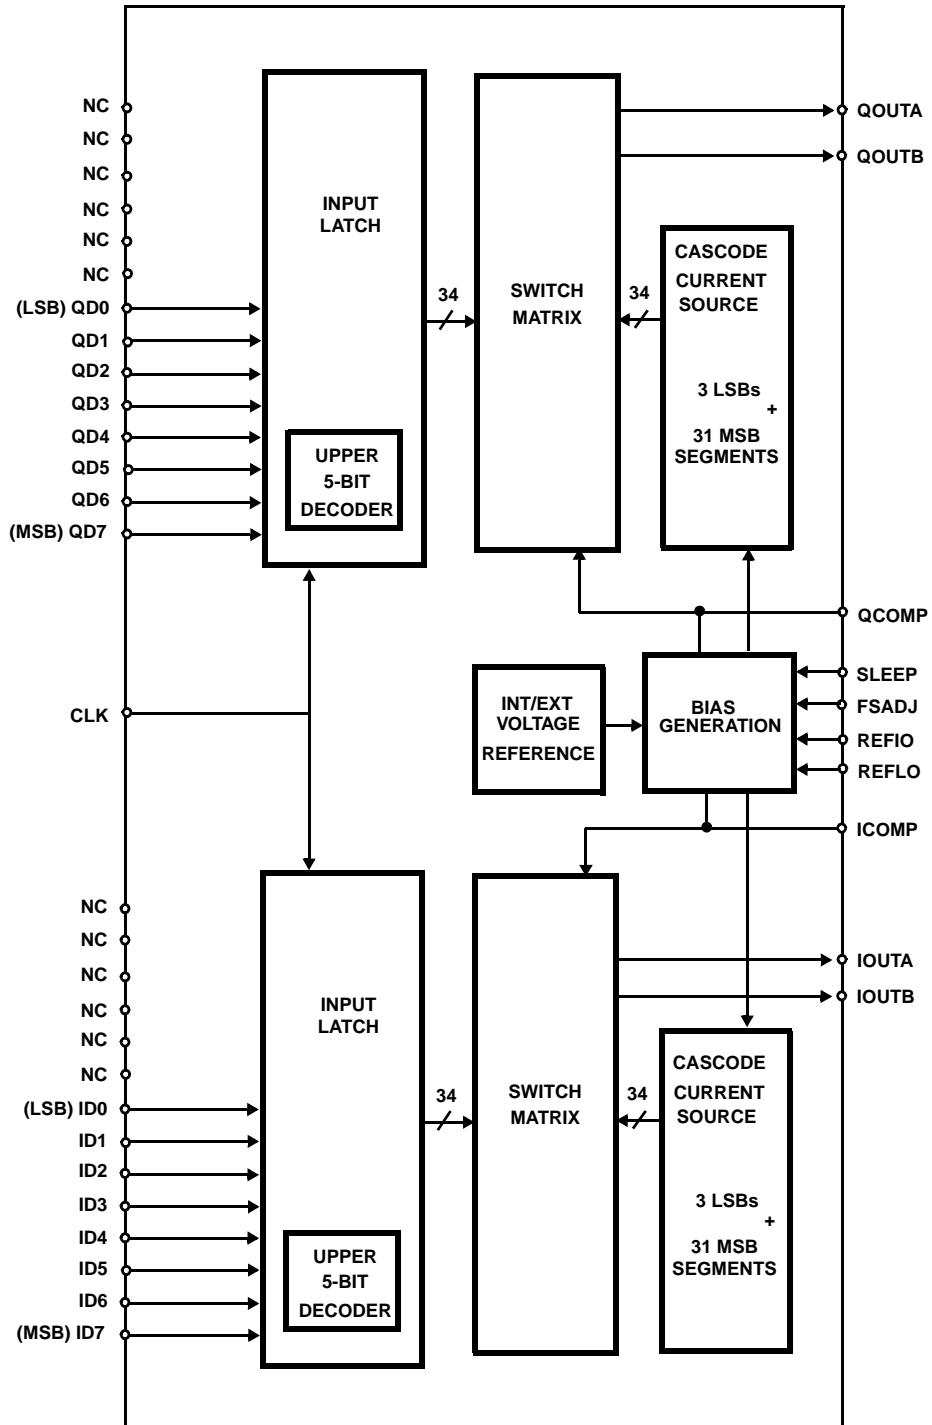 NC
NC
NC
NC
NC
NC
(LSB) QD0
QD1
QD2
QD3
QD4
QD5
QD6
(MSB) QD7
INPUT
LATCH
UPPER
5-BIT
DECODER
34
SWITCH
MATRIX
34
CASCODE
CURRENT
SOURCE
3 LSBs
+
31 MSB
SEGMENTS
QOUTA
QOUTB
QCOMP
CLK
INT/EXT
VOLTAGE
REFERENCE
BIAS
GENERATION
SLEEP
FSADJ
REFIO
REFLO
ICOMP
NC
NC
NC
NC
NC
NC
(LSB) ID0
ID1
ID2
ID3
ID4
ID5
ID6
(MSB) ID7
INPUT
LATCH
UPPER
5-BIT
DECODER
34
SWITCH
MATRIX
34
CASCODE
CURRENT
SOURCE
3 LSBs
+
31 MSB
SEGMENTS
IOUTA
IOUTB